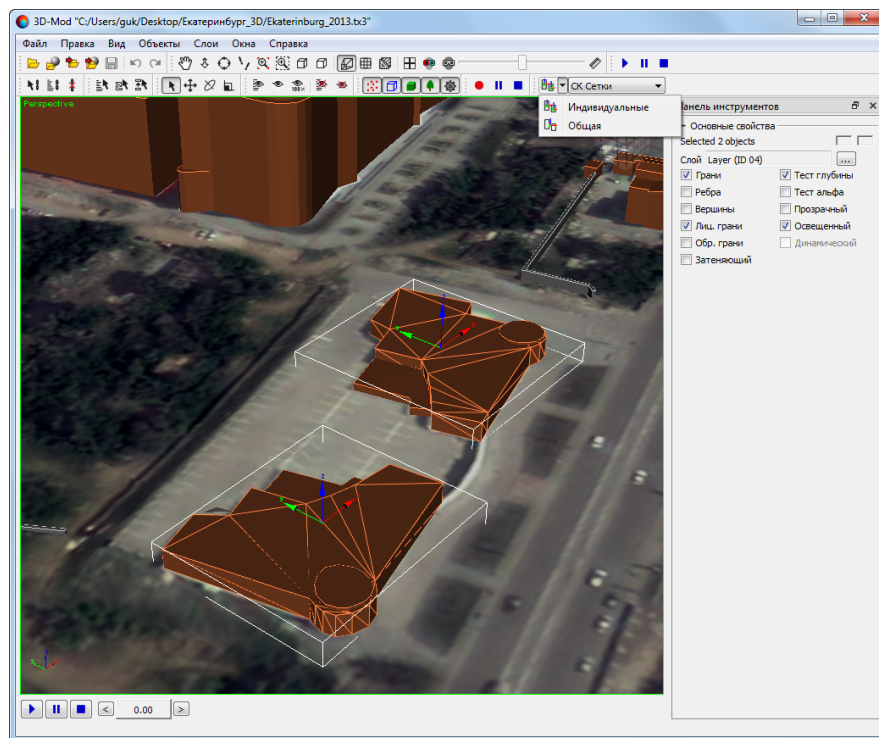 3D-Mod "C:/Users/guk/Desktop/Екатеринбург_3D/Ekaterinburg_2013.tx3"
Файл Правка Вид Объекты Слои Окна Справка
100%
СК Сетки
Perspective
Индивидуальные
Общая
Панель инструментов
Основные свойства
Selected 2 objects
Слой Layer (ID 04) ...
Грани Тест глубины
Ребра Тест альфа
Вершины Прозрачный
Лиц. грани Освещенный
Обр. грани Динамический
Затеняющий
z
y
x
z
y
z
< 0.00 >